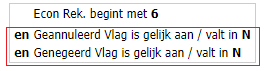 Econ Rek. begint met 6
en Geannuleerd Vlag is gelijk aan / valt in N
en Genegeerd Vlag is gelijk aan / valt in N